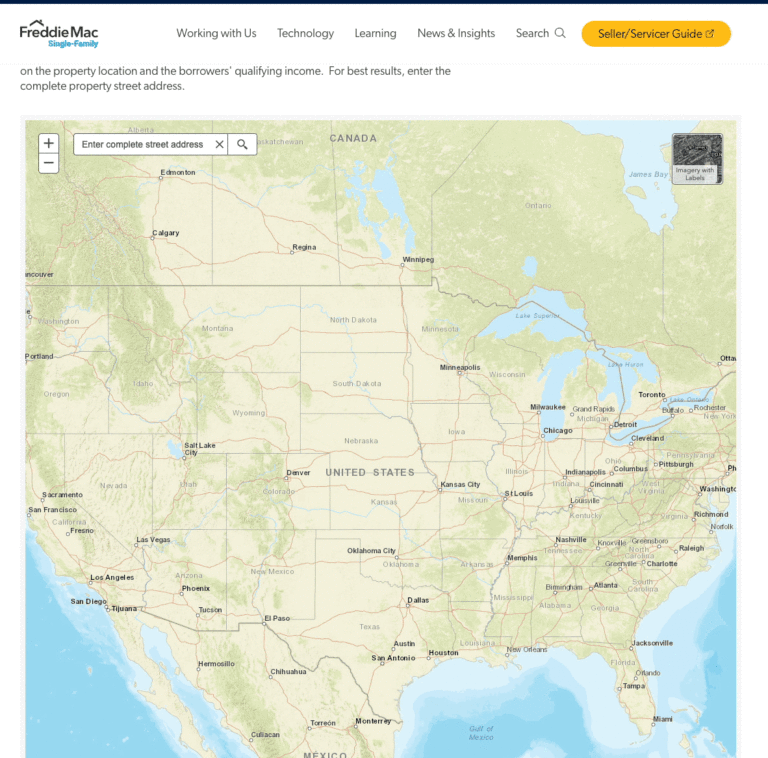 Freddie Mac
Single-Family
Working with Us
Technology
Learning
News & Insights
Search
Seller/Servicer Guide
on the property location and the borrowers' qualifying income.  For best results, enter the
complete property street address.
+
−
Enter complete street address
Imagery with
Labels
Alberta
askatchewan
CANADA
James Bay
Edmonton
Ontario
Calgary
Regina
Winnipeg
ncouver
Washington
North Dakota
Montana
Minnesota
Lake Superior
Portland
Ottaw
Minneapolis
Lake Huron
Wisconsin
Idaho
South Dakota
Oregon
Toronto
Lake Ontario
Wyoming
Milwaukee
Grand Rapids
Buffalo
Rochester
Michigan
New York
Detroit
Iowa
Chicago
Nebraska
Cleveland
Salt Lake
City
Pennsylvania
Ohio
Pittsburgh
Denver
UNITED STATES
Illinois
Indianapolis
Columbus
Ph
Nevada
Utah
Kansas City
Indiana
Cincinnati
West
Virginia
Washingto
Sacramento
Colorado
St Louis
San Francisco
Kansas
Missouri
Louisville
California
Kentucky
Virginia
Richmond
Fresno
Norfolk
Las Vegas
Nashville
Knoxville
Greensboro
Oklahoma City
Tennessee
North
Carolina
Raleigh
Memphis
Oklahoma
Arkansas
Greenville
Charlotte
Los Angeles
Arizona
New Mexico
Phoenix
Birmingham
Atlanta
South
Carolina
San Diego
Tijuana
Mississippi
Dallas
Alabama
Georgia
Tucson
El Paso
Texas
Austin
Louisiana
Jacksonville
Houston
New Orleans
San Antonio
Hermosillo
Florida
Chihuahua
Orlando
Tampa
Torreón
Monterrey
Miami
Culiacan
Gulf of
Mexico
MÉXICO